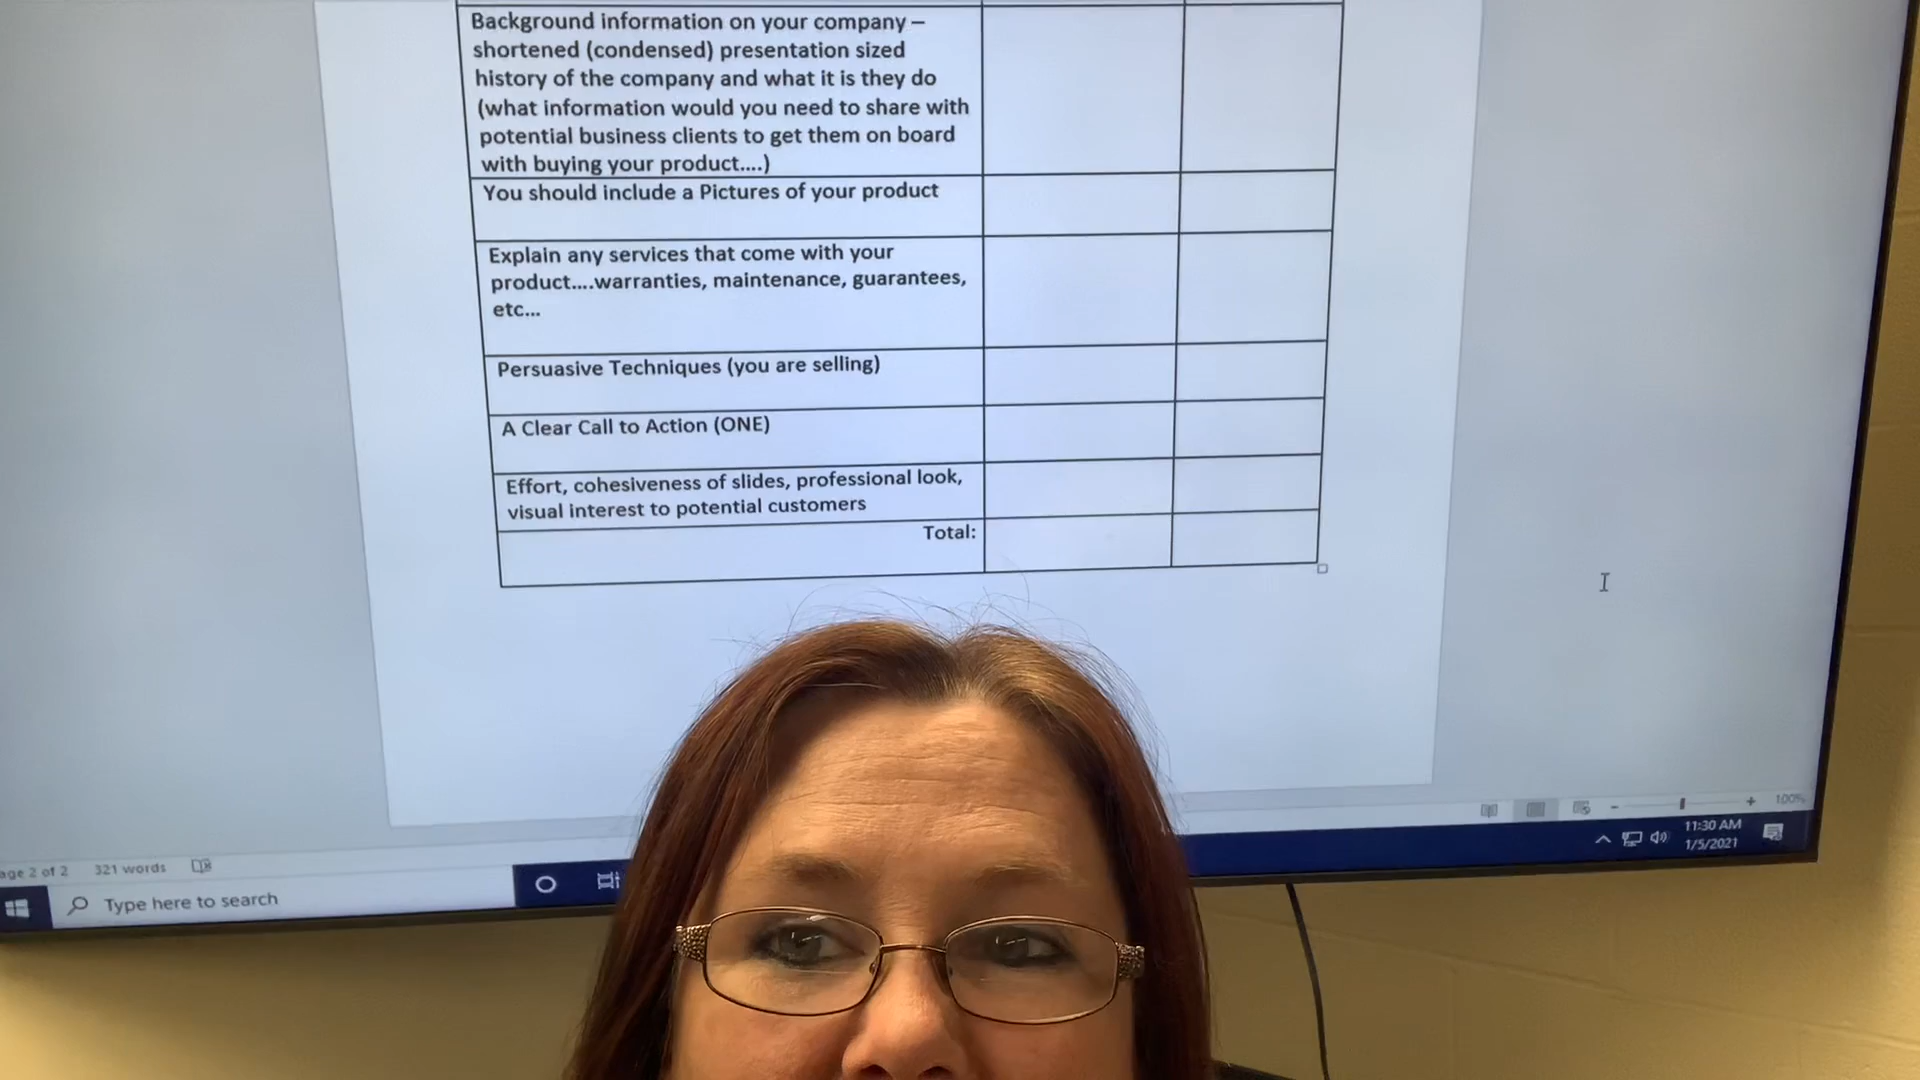 Background information on your company –
shortened (condensed) presentation sized
history of the company and what it is they do
(what information would you need to share with
potential business clients to get them on board
with buying your product....)
You should include a Pictures of your product
Explain any services that come with your
product....warranties, maintenance, guarantees,
etc...
Persuasive Techniques (you are selling)
A Clear Call to Action (ONE)
Effort, cohesiveness of slides, professional look,
visual interest to potential customers
Total:
100%
age 2 of 2 321 words
11:30 AM
1/5/2021
Type here to search